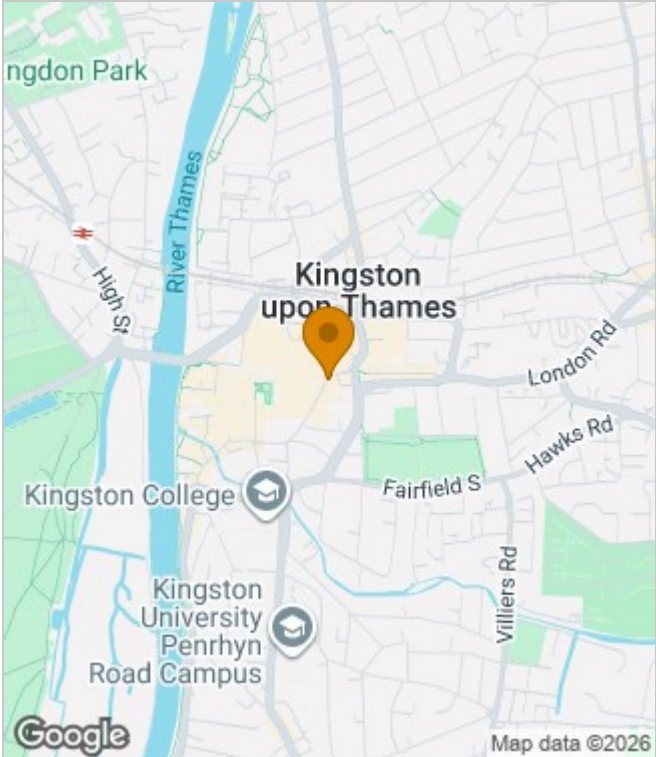 ngdon Park
River Thames
High St
Kingston
upon Thames
London Rd
Hawks Rd
Kingston College
Fairfield S
Villiers Rd
Kingston
University
Penrhyn
Road Campus
Google
Map data ©2026